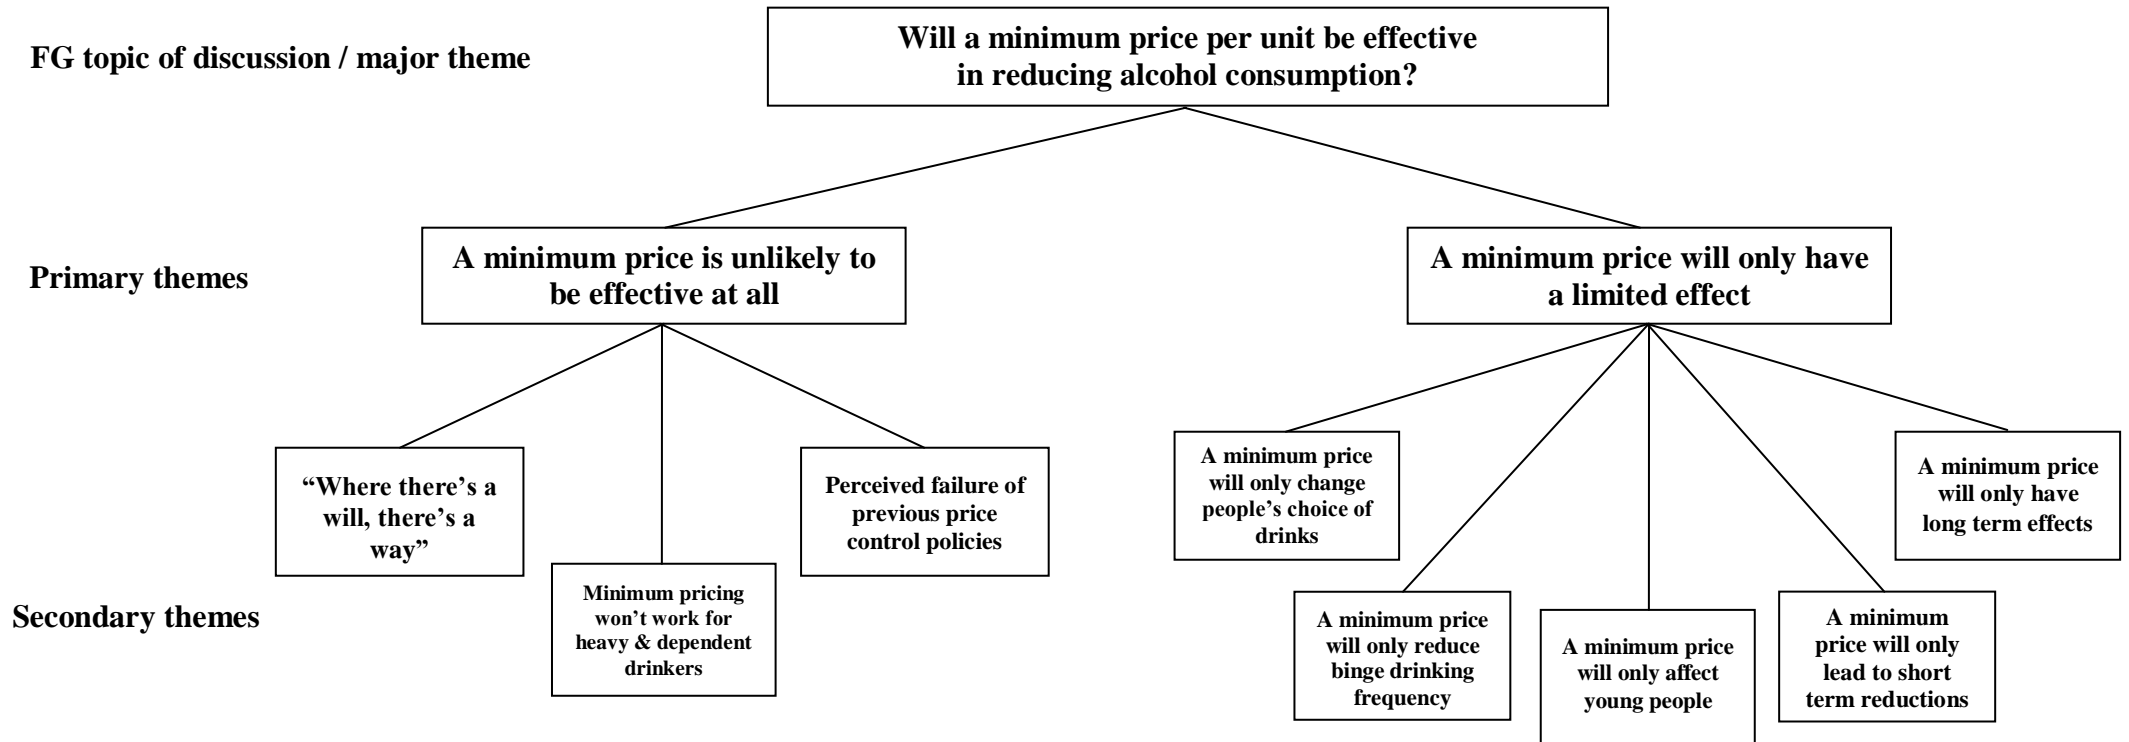 FG topic of discussion / major theme
Will a minimum price per unit be effective
in reducing alcohol consumption?
Primary themes
A minimum price is unlikely to
be effective at all
A minimum price will only have
a limited effect
Secondary themes
“Where there’s a
will, there’s a
way”
Minimum pricing
won’t work for
heavy & dependent
drinkers
Perceived failure of
previous price
control policies
A minimum price
will only change
people’s choice of
drinks
A minimum price
will only reduce
binge drinking
frequency
A minimum price
will only affect
young people
A minimum
price will only
lead to short
term reductions
A minimum price
will only have
long term effects